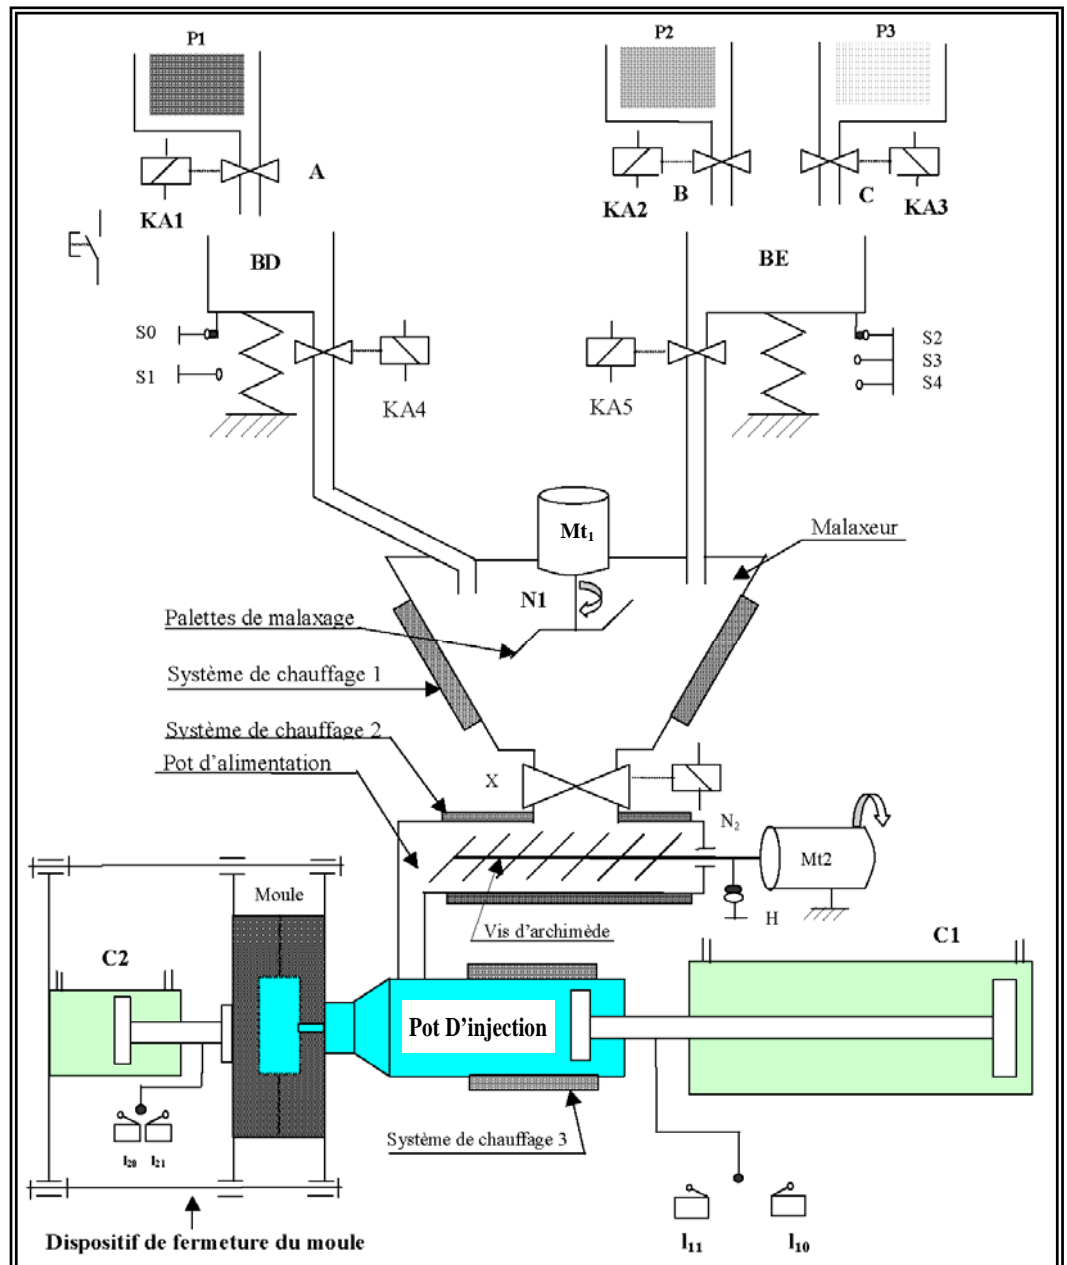 P1
P2
P3
A
B
C
KA1
KA2
KA3
BD
BE
S0
S1
S2
S3
S4
KA4
KA5
Mt1
Malaxeur
N1
Palettes de malaxage
Système de chauffage 1
Système de chauffage 2
Pot d'alimentation
X
N2
Mt2
H
Moule
Vis d'archimède
C2
C1
Pot D'injection
Système de chauffage 3
l20
l21
l11
l10
Dispositif de fermeture du moule